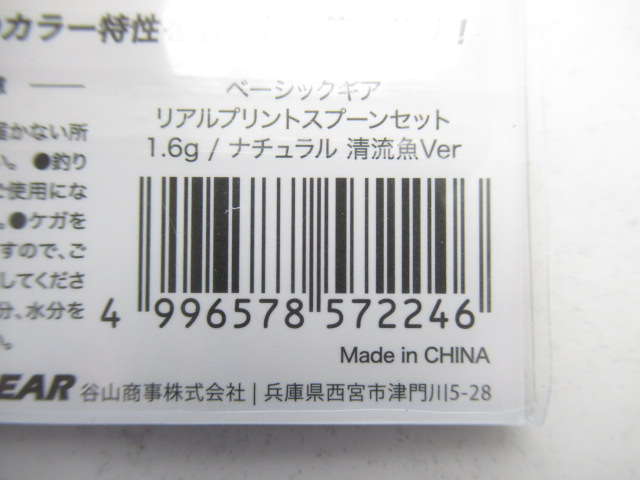 カラー特性を
!
ベーシックギア
リアルプリントスプーンセット
1.6g / ナチュラル 清流魚Ver
届かない所
い。 ●釣り
ご使用にな
。●ケガを
すので、ご
してくださ
分、水分を
い。
4 996578 572246
Made in CHINA
EAR 谷山商事株式会社 | 兵庫県西宮市津門川5-28